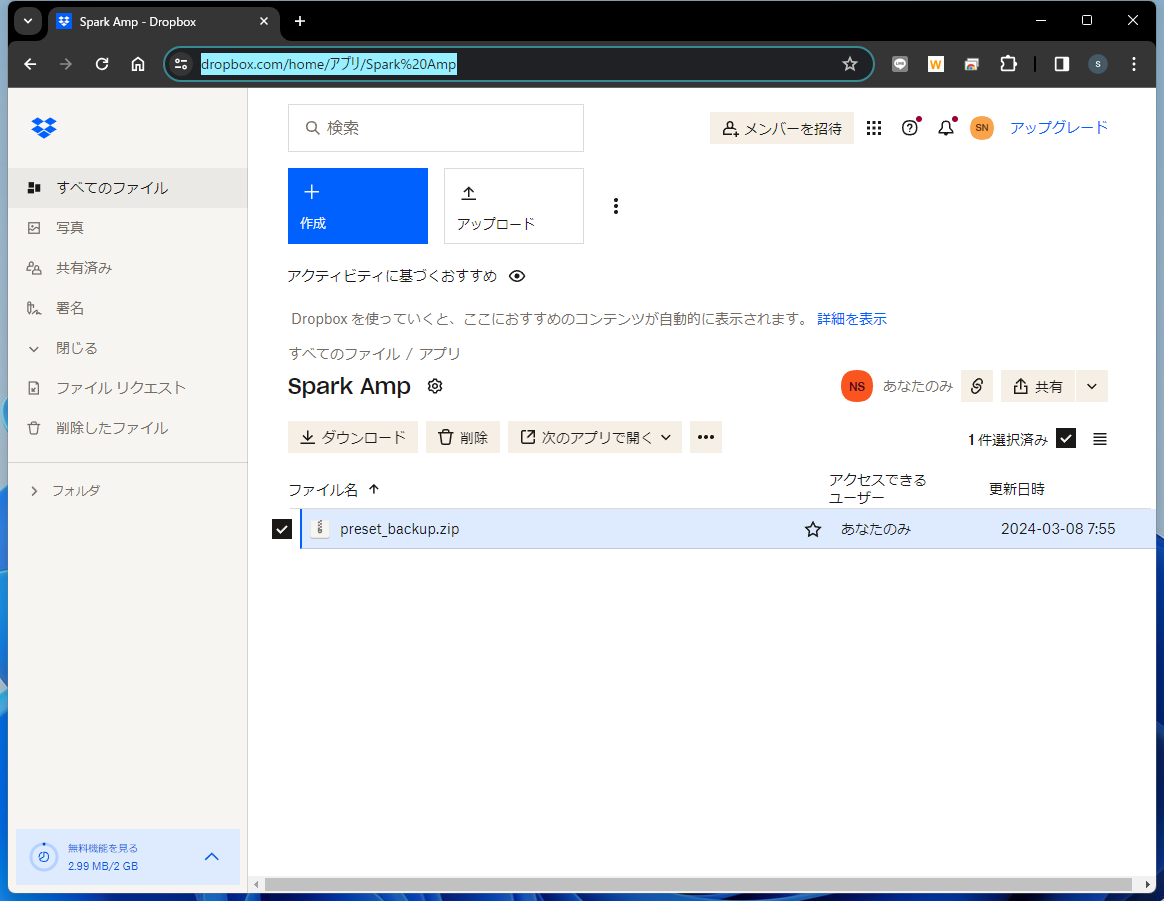 Spark Amp - Dropbox
dropbox.com/home/アプリ/Spark%20Amp
W
S
検索
メンバーを招待
SN
アップグレード
すべてのファイル
写真
共有済み
署名
閉じる
ファイル リクエスト
削除したファイル
フォルダ
作成
アップロード
アクティビティに基づくおすすめ
Dropbox を使っていくと、ここにおすすめのコンテンツが自動的に表示されます。 詳細を表示
すべてのファイル / アプリ
Spark Amp
NS
あなたのみ
共有
ダウンロード
削除
次のアプリで開く
1 件選択済み
ファイル名
アクセスできる
ユーザー
更新日時
preset_backup.zip
あなたのみ
2024-03-08 7:55
無料機能を見る
2.99 MB/2 GB